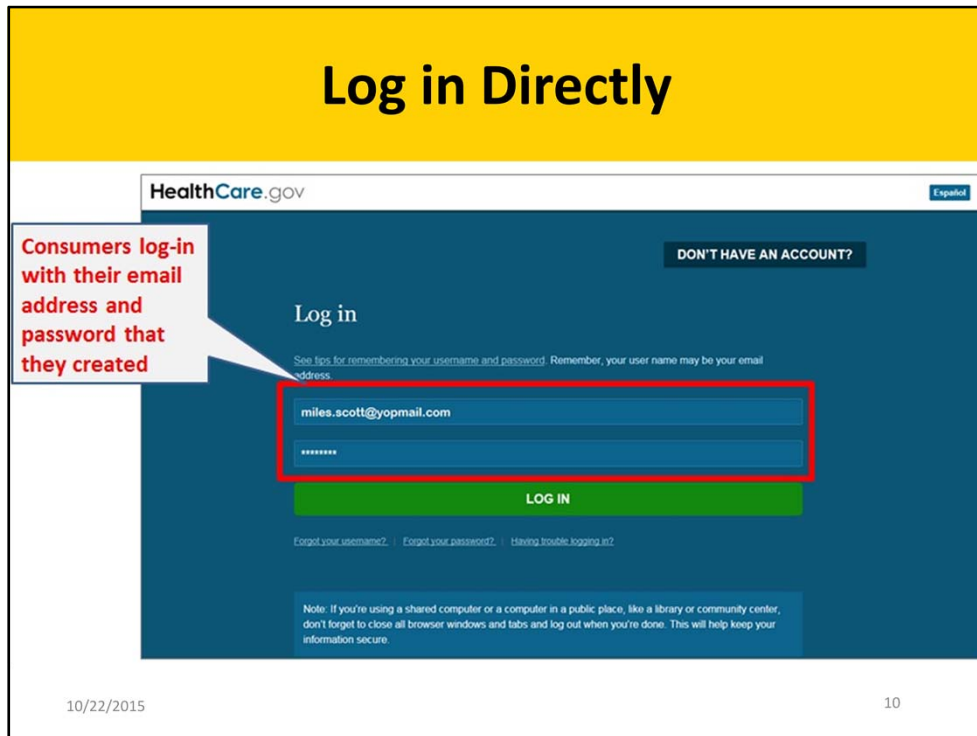 Log in Directly
HealthCare.gov
Español
DON'T HAVE AN ACCOUNT?
Consumers log-in
with their email
address and
password that
they created
Log in
See tips for remembering your username and password. Remember, your user name may be your email
address.
miles.scott@yopmail.com
********
LOG IN
Forgot your username? | Forgot your password? | Having trouble logging in?
Note: If you're using a shared computer or a computer in a public place, like a library or community center,
don't forget to close all browser windows and tabs and log out when you're done. This will help keep your
information secure.
10/22/2015
10